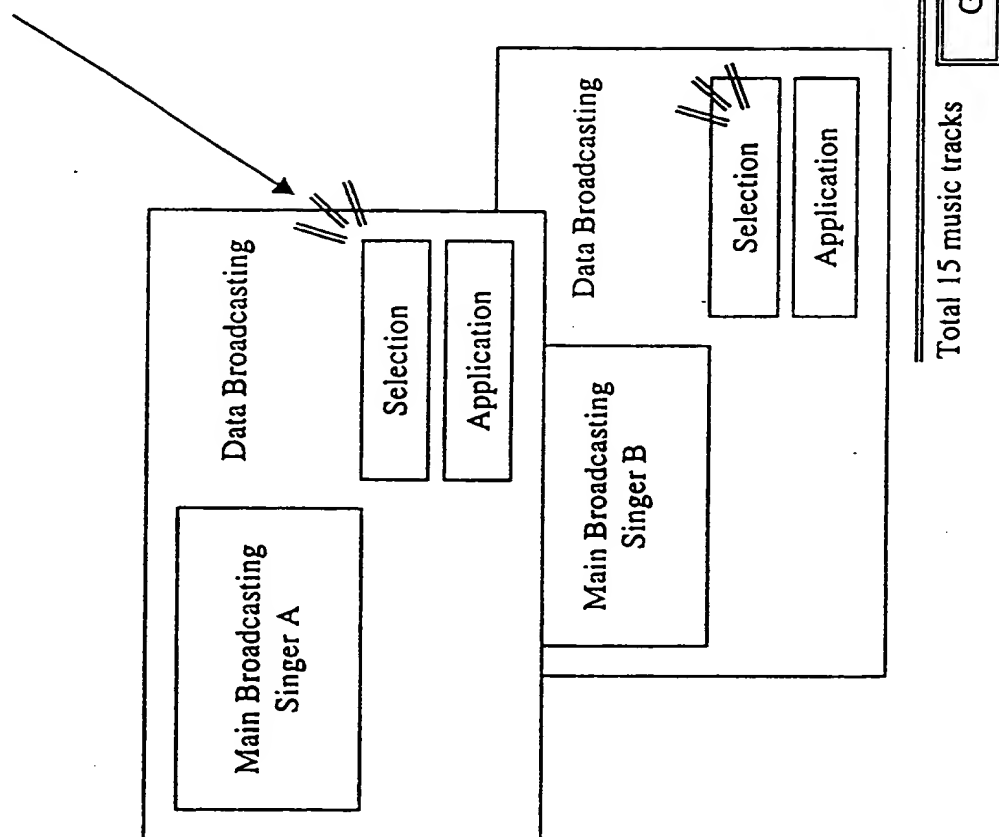 Main Broadcasting
Singer A
Data Broadcasting
Selection
Application
Main Broadcasting
Singer B
Data Broadcasting
Selection
Application
Total 15 music tracks